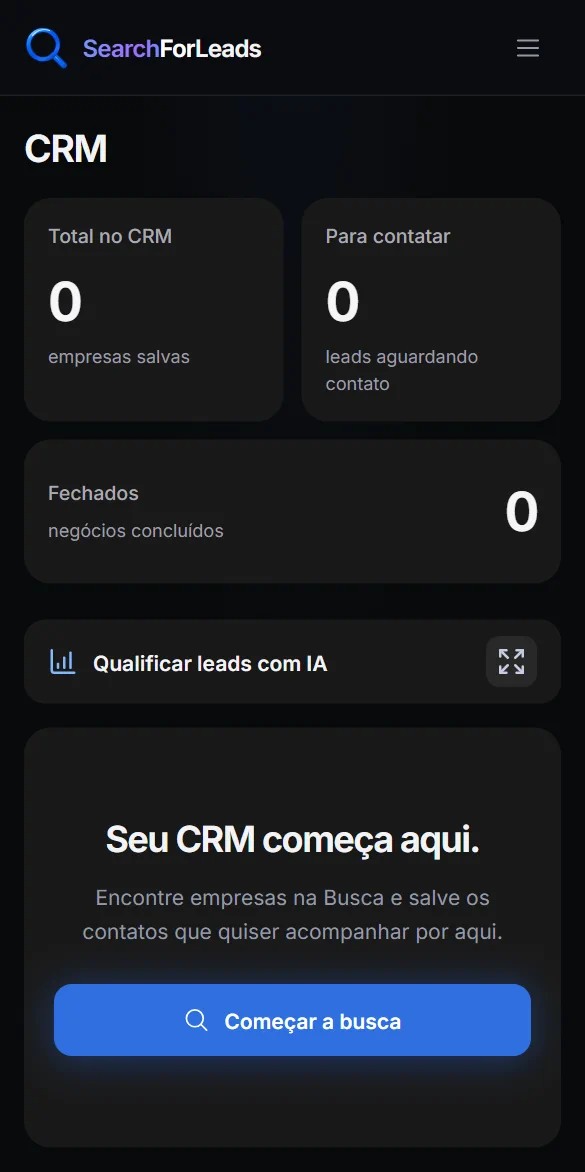 SearchForLeads
CRM
Total no CRM
0
empresas salvas
Para contatar
0
leads aguardando
contato
Fechados
negócios concluídos
0
Qualificar leads com IA
Seu CRM começa aqui.
Encontre empresas na Busca e salve os
contatos que quiser acompanhar por aqui.
Começar a busca